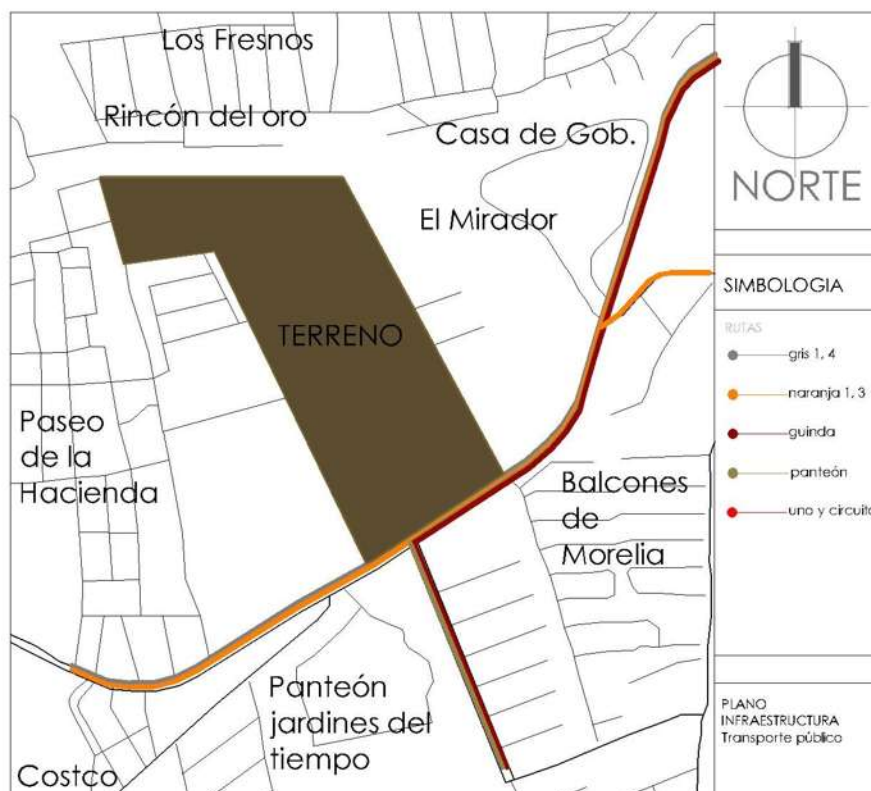 Los Fresnos
Rincón del oro
Casa de Gob.
El Mirador
TERRENO
Paseo
de la
Hacienda
Balcones
de
Morelia
Panteón
jardines del
tiempo
Costco
NORTE
SIMBOLOGIA
RUTAS
gris 1, 4
naranja 1, 3
guinda
panteón
uno y circuito
PLANO
INFRAESTRUCTURA
Transporte público